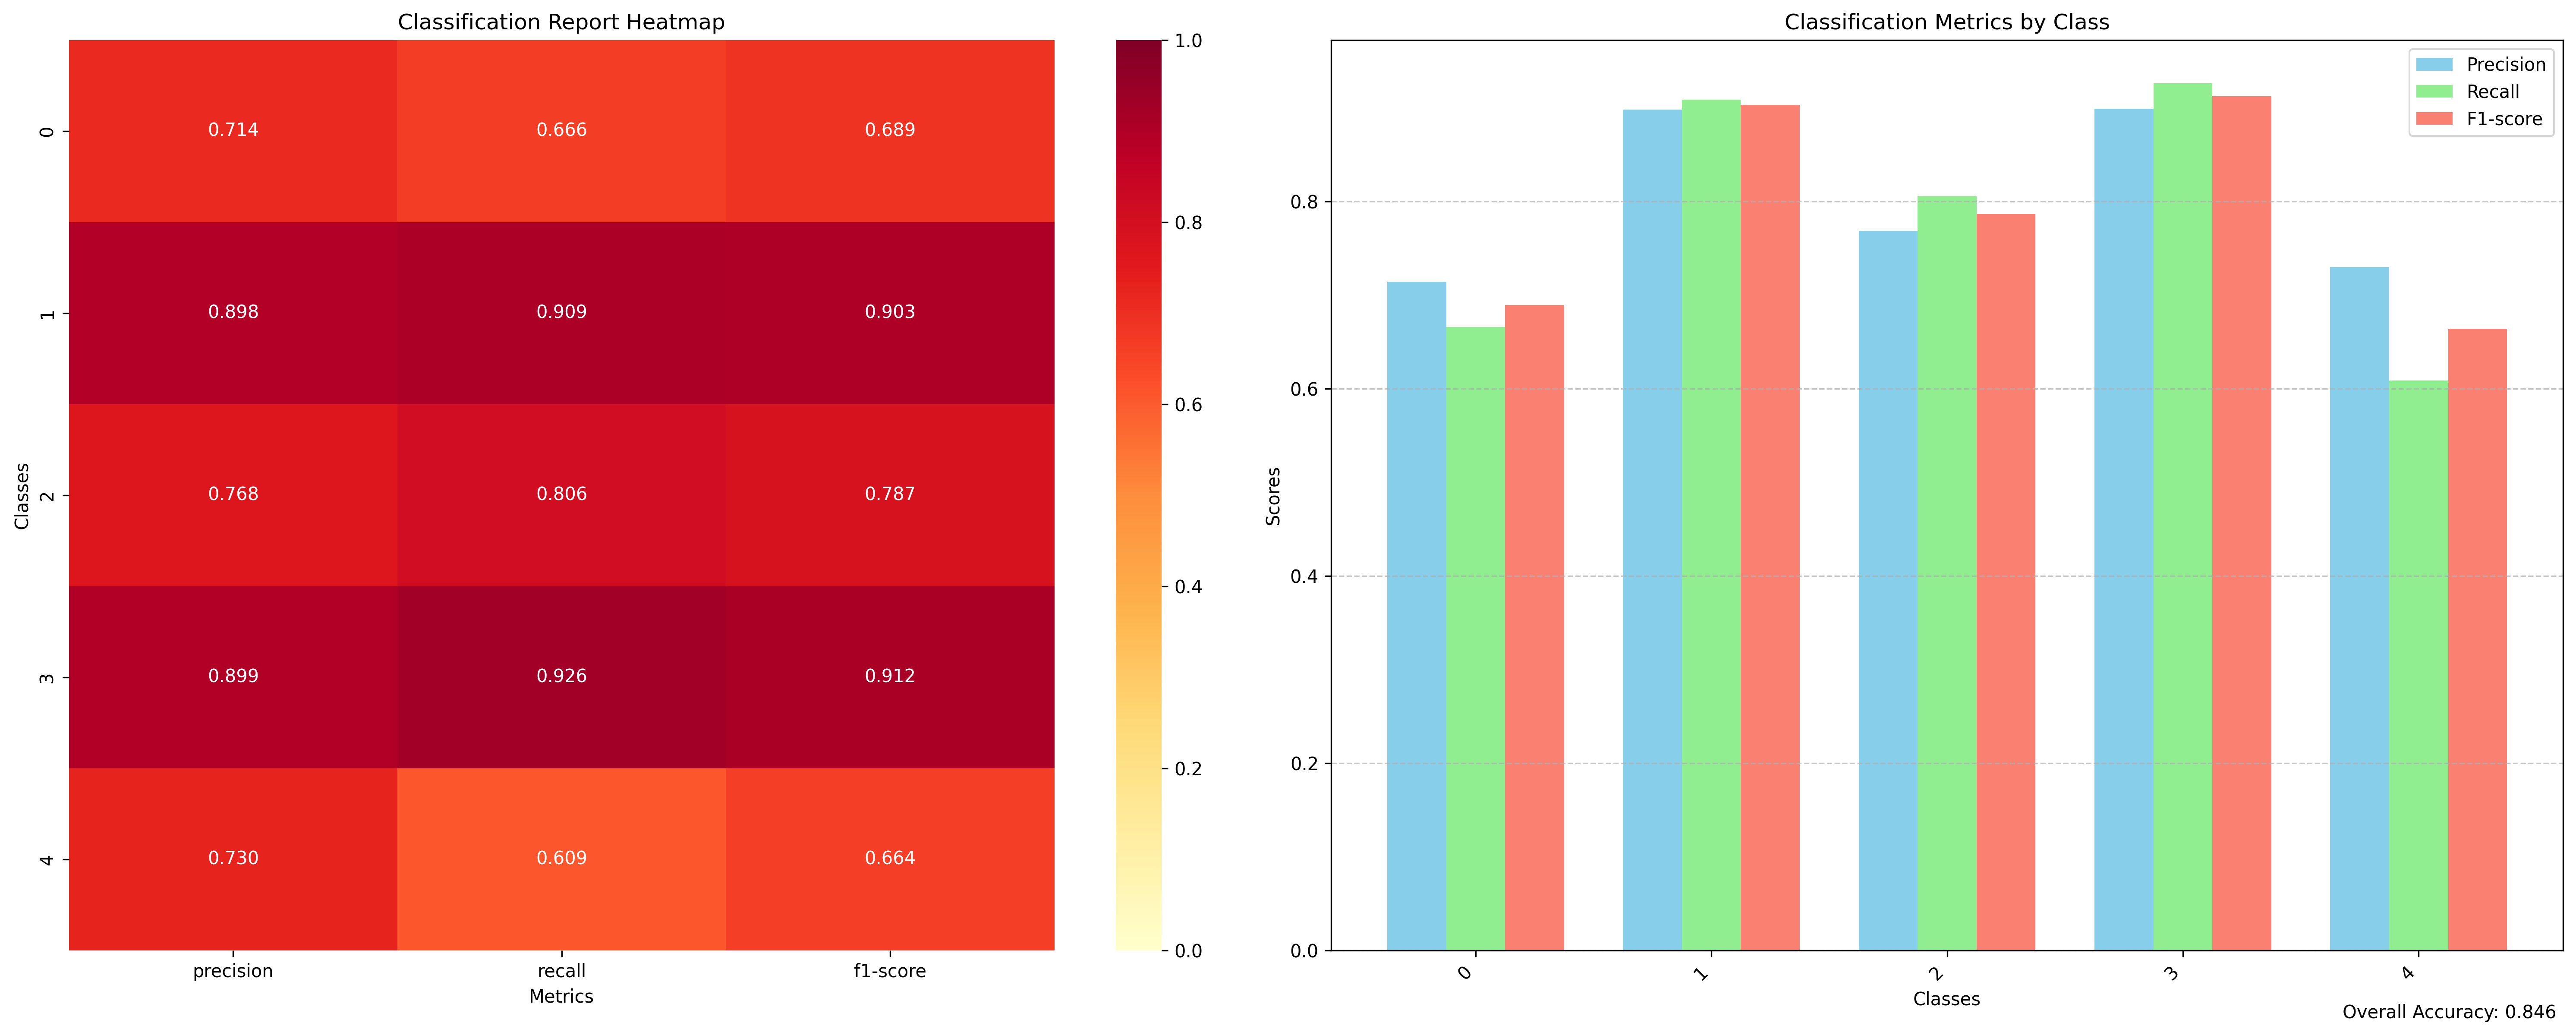 Classification Report Heatmap
Classes
0
0.714 0.666 0.689
1
0.898 0.909 0.903
2
0.768 0.806 0.787
3
0.899 0.926 0.912
4
0.730 0.609 0.664
precision recall f1-score
Metrics
1.0
0.8
0.6
0.4
0.2
0.0
Classification Metrics by Class
Precision
Recall
F1-score
Scores
0.8
0.6
0.4
0.2
0.0
0 1 2 3 4
Classes
Overall Accuracy: 0.846